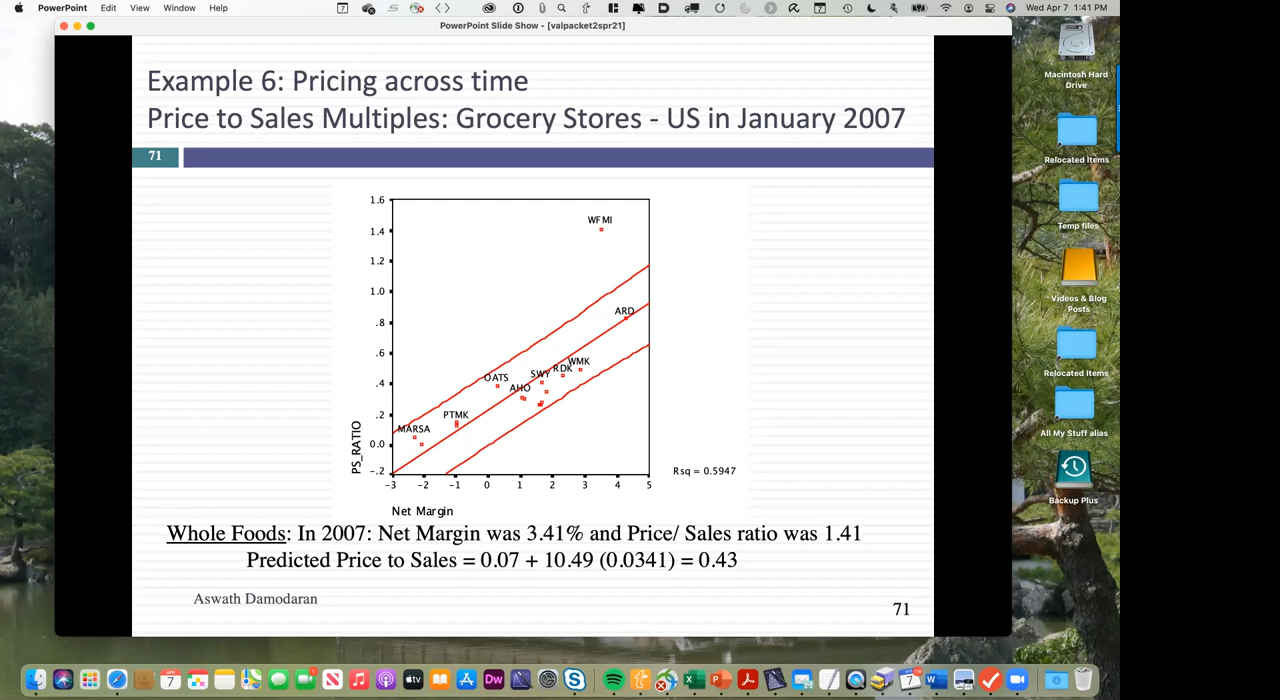 PowerPoint File Edit View Window Help
7
D
7
Wed Apr 7 1:41 PM
PowerPoint Slide Show - [valpacket2spr21]
Example 6: Pricing across time
Price to Sales Multiples: Grocery Stores - US in January 2007
71
1.6
1.4
1.2
1.0
.8
.6
.4
.2
0.0
-.2
PS_RATIO
WFMI
ARD
WMK
RDK
SWY
OATS
AHO
PTMK
MARSA
-3 -2 -1 0 1 2 3 4 5
Net Margin
Rsq = 0.5947
Whole Foods: In 2007: Net Margin was 3.41% and Price/ Sales ratio was 1.41
Predicted Price to Sales = 0.07 + 10.49 (0.0341) = 0.43
Aswath Damodaran
71
Macintosh Hard
Drive
Relocated Items
Temp files
Videos & Blog
Posts
Relocated Items
All My Stuff alias
Backup Plus
7
tv
Dw